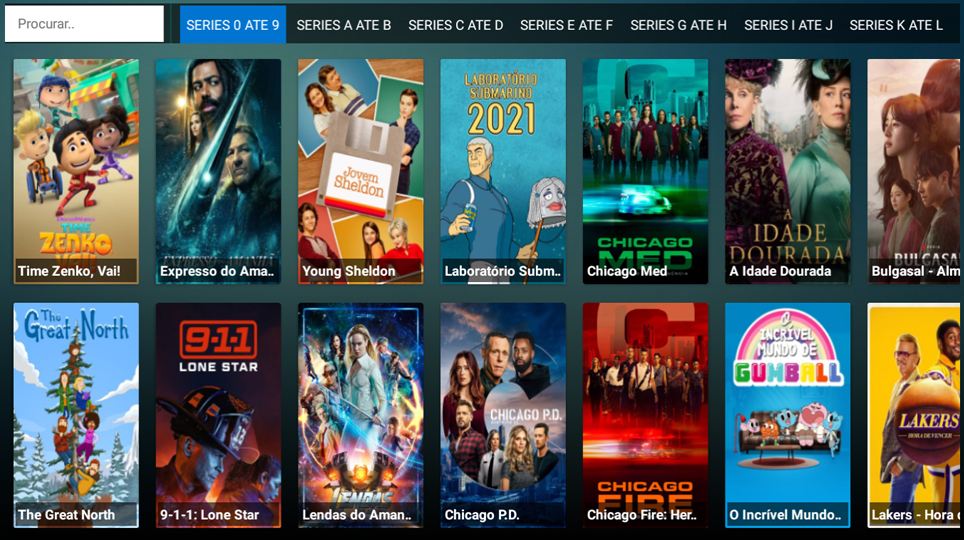 Procurar..
SERIES 0 ATE 9
SERIES A ATE B
SERIES C ATE D
SERIES E ATE F
SERIES G ATE H
SERIES I ATE J
SERIES K ATE L
TIME
ZENKO
VAI!
Time Zenko, Vai!
Expresso do Ama..
Jovem
Sheldon
Young Sheldon
LABORATÓRIO
SUBMARINO
2021
Laboratório Subm..
CHICAGO
MED
Chicago Med
A
IDADE
DOURADA
A Idade Dourada
BULGASAL
Bulgasal - Alm
The
Great North
The Great North
9-1-1
LONE STAR
9-1-1: Lone Star
LENDAS
Lendas do Aman..
CHICAGO P.D.
Chicago P.D.
CHICAGO
FIRE
Chicago Fire: Her..
O
INCRÍVEL
MUNDO DE
GUMBALL
O Incrível Mundo..
LAKERS
HORA DE VENCER
Lakers - Hora d